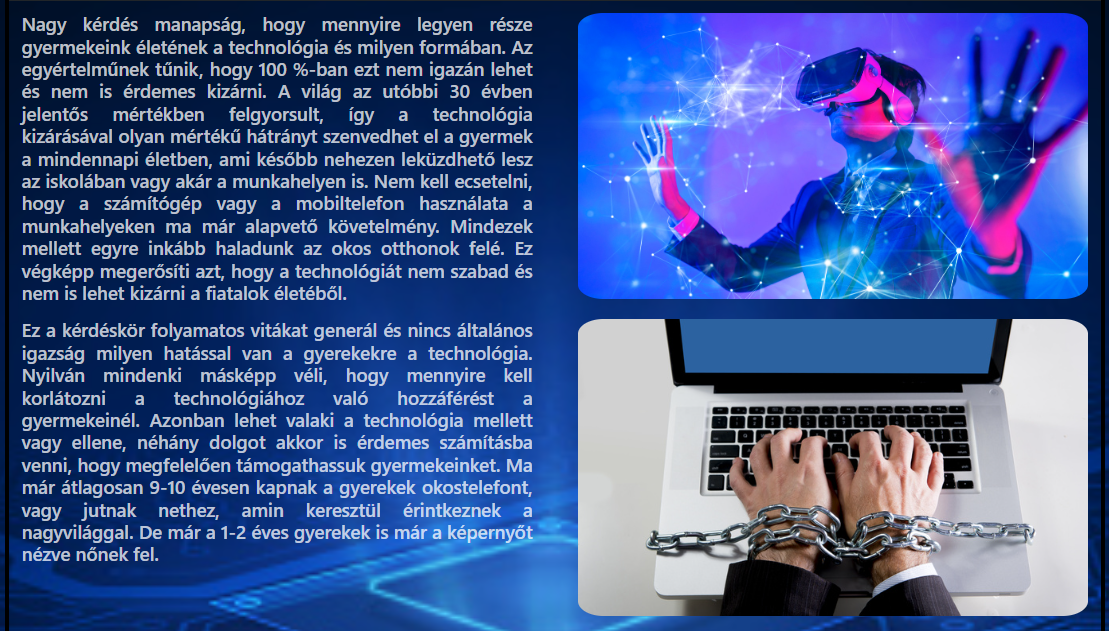 Nagy kérdés manapság, hogy mennyire legyen része
gyermekeink életének a technológia és milyen formában. Az
egyértelműnek tűnik, hogy 100 %-ban ezt nem igazán lehet
és nem is érdemes kizárni. A világ az utóbbi 30 évben
jelentős mértékben felgyorsult, így a technológia
kizárásával olyan mértékű hátrányt szenvedhet el a gyermek
a mindennapi életben, ami később nehezen leküzdhető lesz
az iskolában vagy akár a munkahelyen is. Nem kell ecsetelni,
hogy a számítógép vagy a mobiltelefon használata a
munkahelyeken ma már alapvető követelmény. Mindezek
mellett egyre inkább haladunk az okos otthonok felé. Ez
végképp megerősíti azt, hogy a technológiát nem szabad és
nem is lehet kizárni a fiatalok életéből.
Ez a kérdéskör folyamatos vitákat generál és nincs általános
igazság milyen hatással van a gyerekekre a technológia.
Nyilván mindenki másképp véli, hogy mennyire kell
korlátozni a technológiához való hozzáférést a
gyermekeinél. Azonban lehet valaki a technológia mellett
vagy ellene, néhány dolgot akkor is érdemes számításba
venni, hogy megfelelően támogathassuk gyermekeinket. Ma
már átlagosan 9-10 évesen kapnak a gyerekek okostelefont,
vagy jutnak nethez, amin keresztül érintkeznek a
nagyvilággal. De már a 1-2 éves gyerekek is már a képernyőt
nézve nőnek fel.